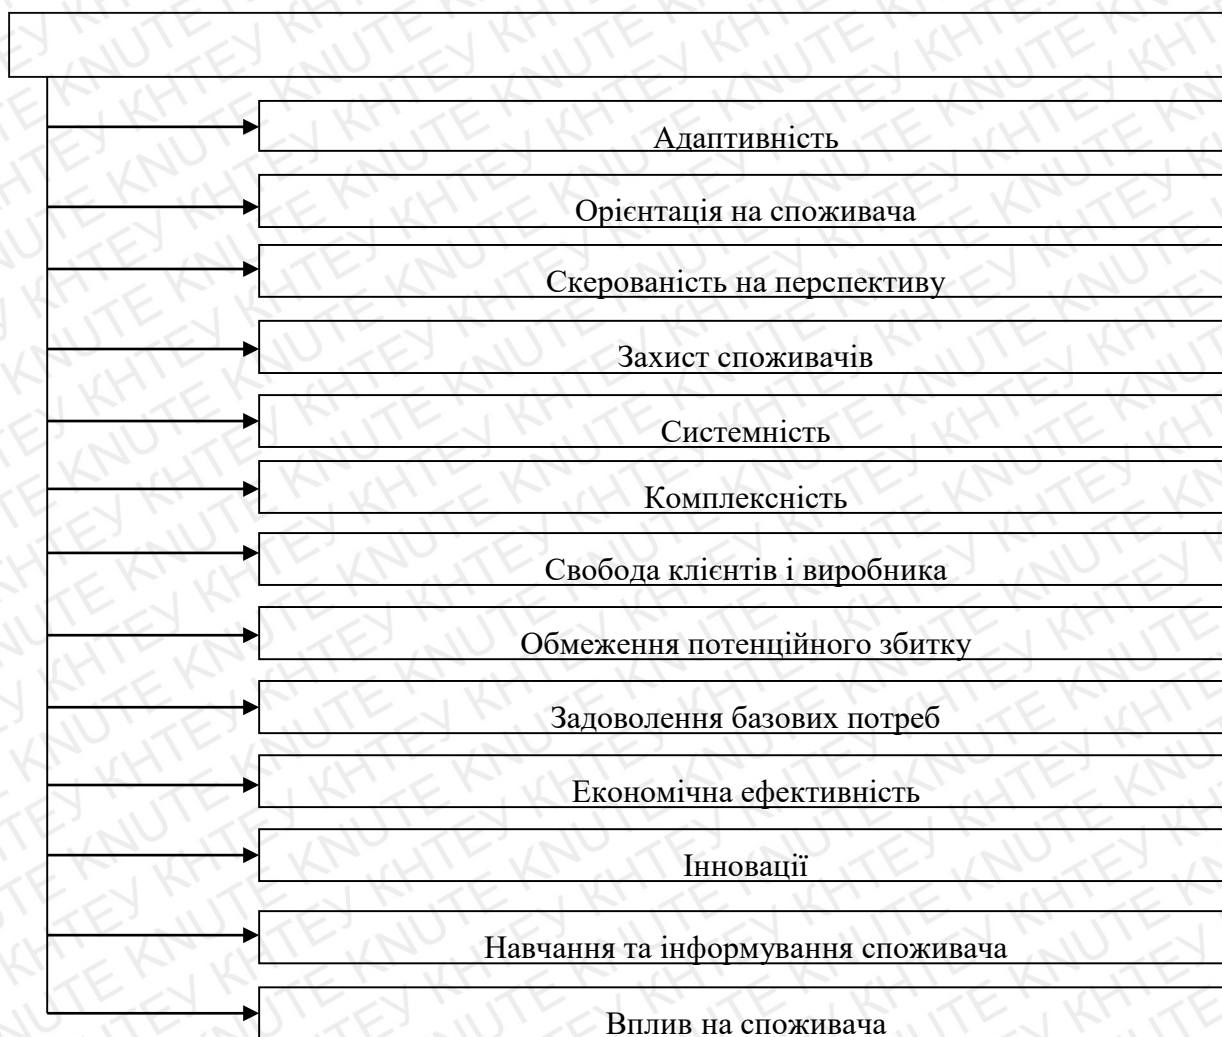 Адаптивність
Орієнтація на споживача
Скерованість на перспективу
Захист споживачів
Системність
Комплексність
Свобода клієнтів і виробника
Обмеження потенційного збитку
Задоволення базових потреб
Економічна ефективність
Інновації
Навчання та інформування споживача
Вплив на споживача